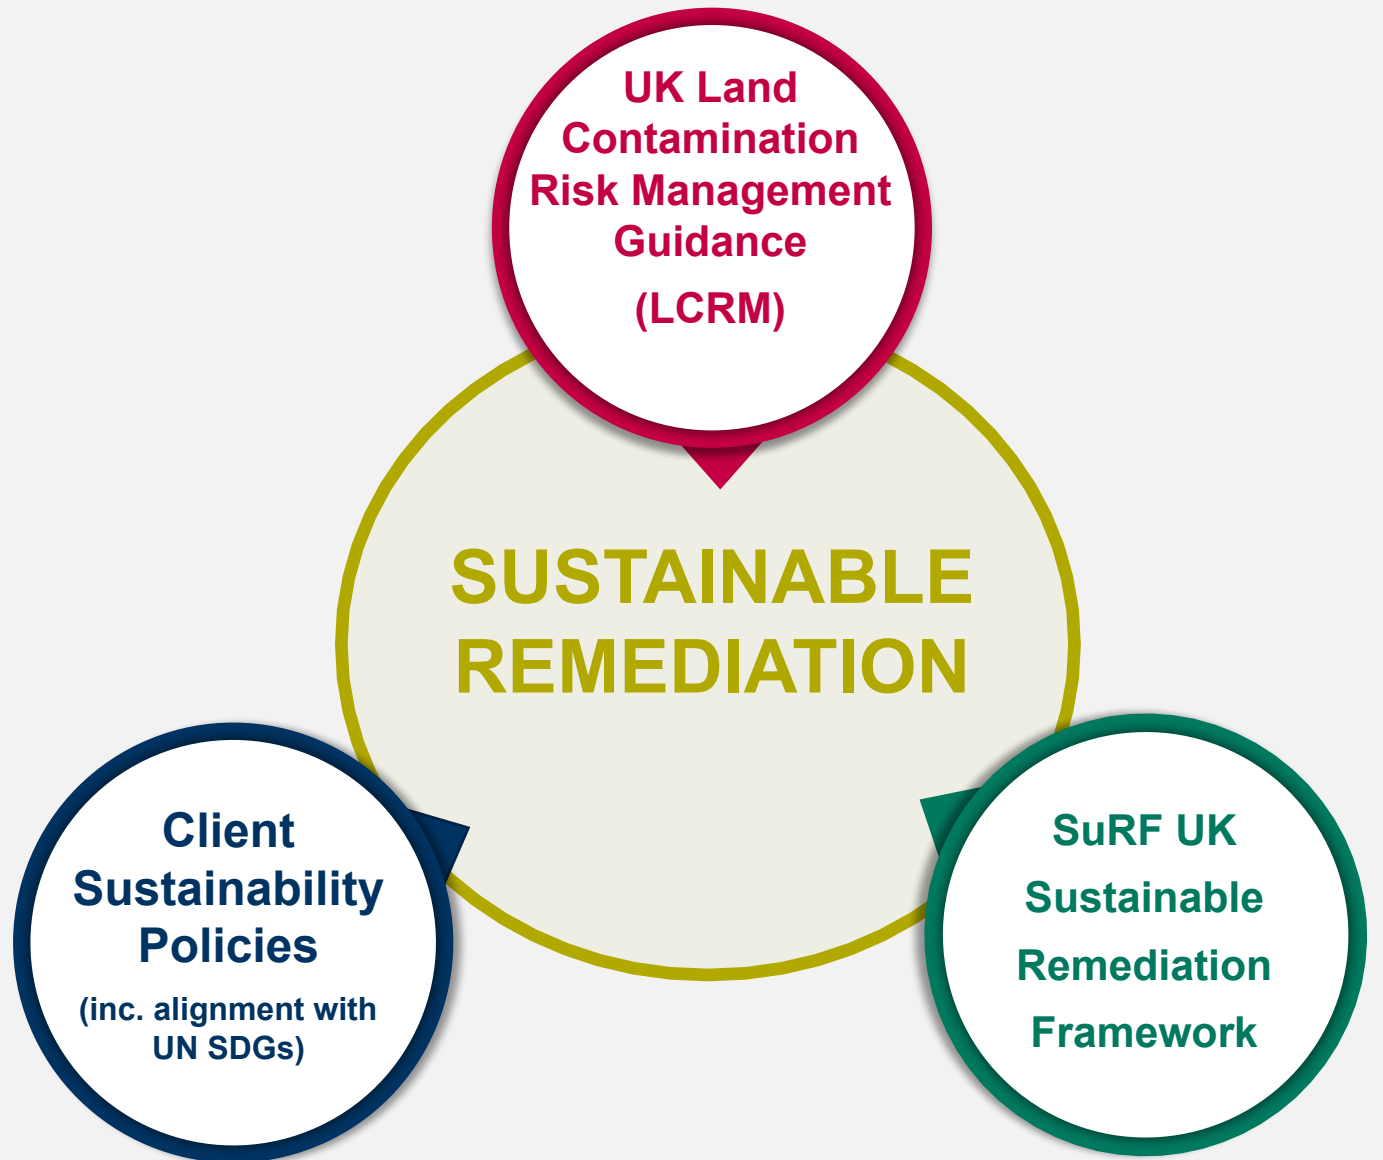 UK Land
Contamination
Risk Management
Guidance
(LCRM)
SUSTAINABLE
REMEDIATION
Client
Sustainability
Policies
(inc. alignment with
UN SDGs)
SuRF UK
Sustainable
Remediation
Framework